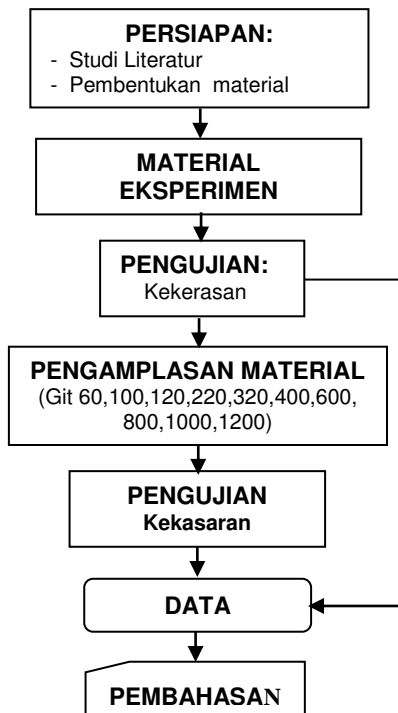 PERSIAPAN:
- Studi Literatur
- Pembentukan material
MATERIAL
EKSPERIMEN
PENGUJIAN:
Kekerasan
PENGAMPLASAN MATERIAL
(Git 60,100,120,220,320,400,600,
800,1000,1200)
PENGUJIAN
Kekasaran
DATA
PEMBAHASAN